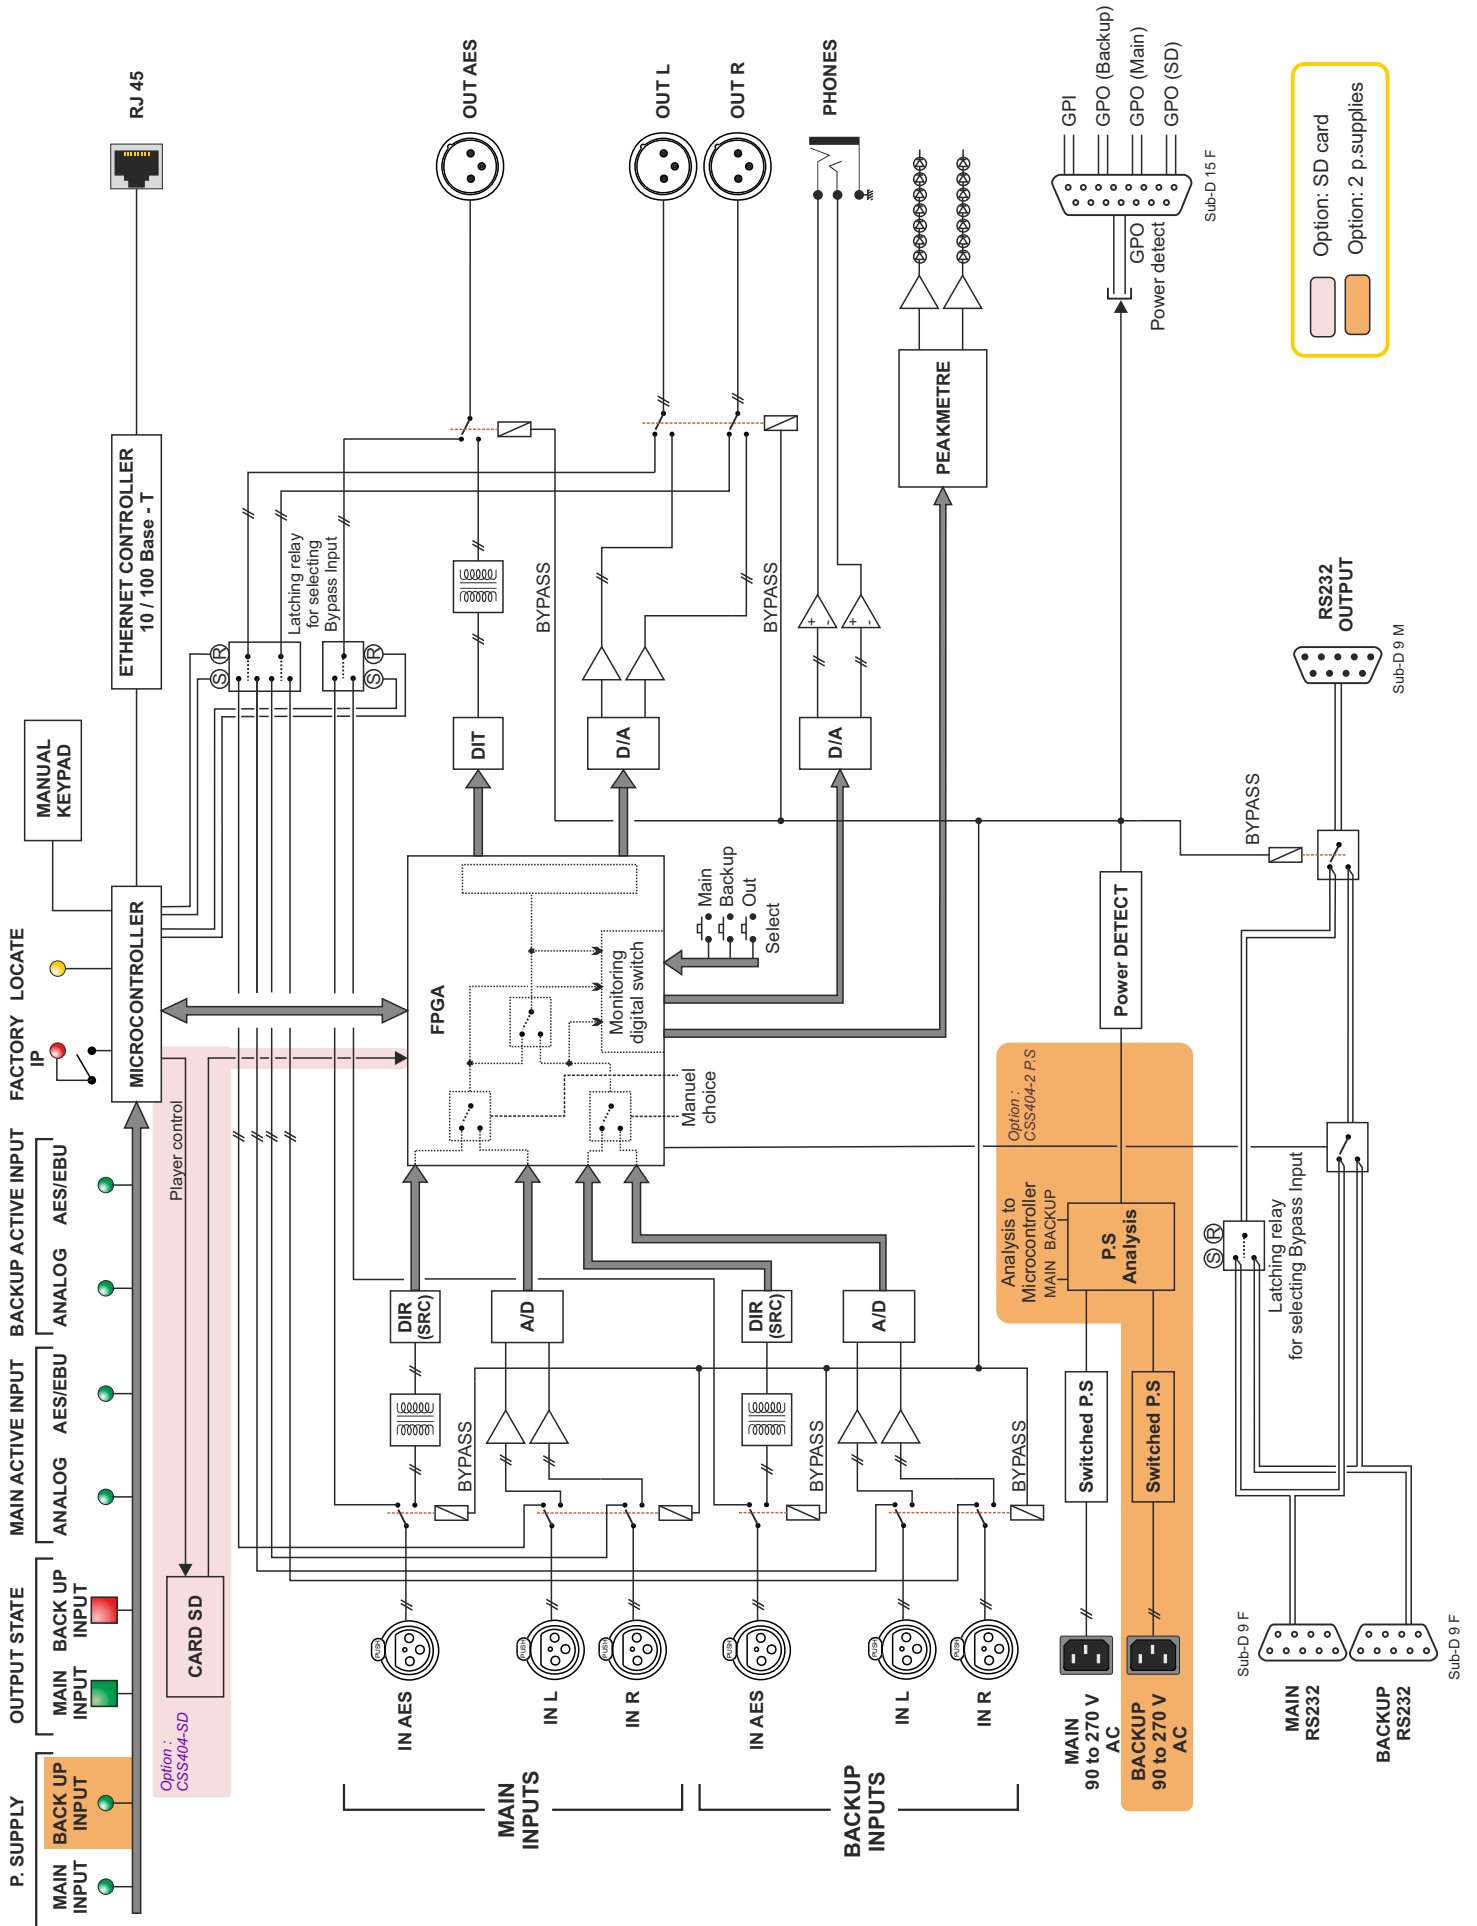 P. SUPPLY
MAIN
INPUT
BACK UP
INPUT
OUTPUT STATE
MAIN
INPUT
BACK UP
INPUT
MAIN ACTIVE INPUT
ANALOG
AES/EBU
BACKUP ACTIVE INPUT
ANALOG
AES/EBU
FACTORY
IP
LOCATE
MANUAL
KEYPAD
MICROCONTROLLER
ETHERNET CONTROLLER
10 / 100 Base - T
RJ 45
Option :
CSS404-SD
CARD SD
Player control
S
R
Latching relay
for selecting
Bypass Input
S
R
MAIN
INPUTS
IN AES
PUSH
IN L
PUSH
IN R
PUSH
BYPASS
DIR
(SRC)
A/D
BACKUP
INPUTS
IN AES
PUSH
IN L
PUSH
IN R
PUSH
BYPASS
BYPASS
DIR
(SRC)
A/D
FPGA
Monitoring
digital switch
Manuel
choice
Main
Backup
Out
Select
DIT
D/A
D/A
BYPASS
BYPASS
OUT AES
OUT L
OUT R
PHONES
PEAKMETRE
MAIN
90 to 270 V
AC
BACKUP
90 to 270 V
AC
Switched P.S
Switched P.S
Analysis to
Microcontroller
MAIN
BACKUP
P.S
Analysis
Option :
CSS404-2 P.S
Power DETECT
GPO
Power detect
GPI
GPO (Backup)
GPO (Main)
GPO (SD)
Sub-D 15 F
Sub-D 9 F
MAIN
RS232
BACKUP
RS232
Sub-D 9 F
S
R
Latching relay
for selecting Bypass Input
BYPASS
RS232
OUTPUT
Sub-D 9 M
Option: SD card
Option: 2 p.supplies